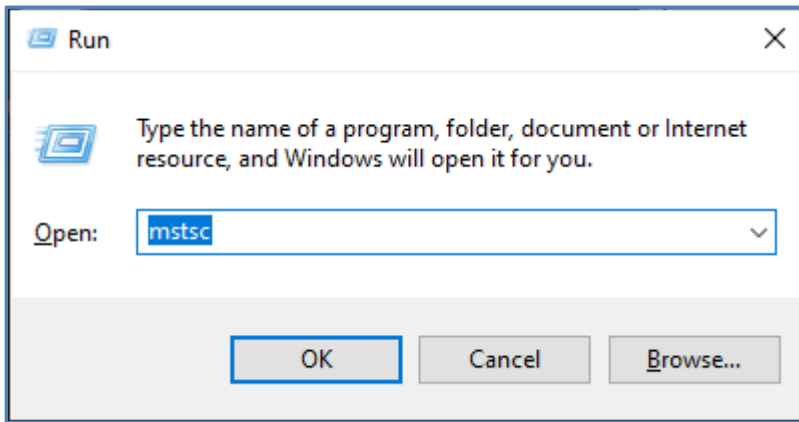 Run
Type the name of a program, folder, document or Internet
resource, and Windows will open it for you.
Open: mstsc
OK Cancel Browse...